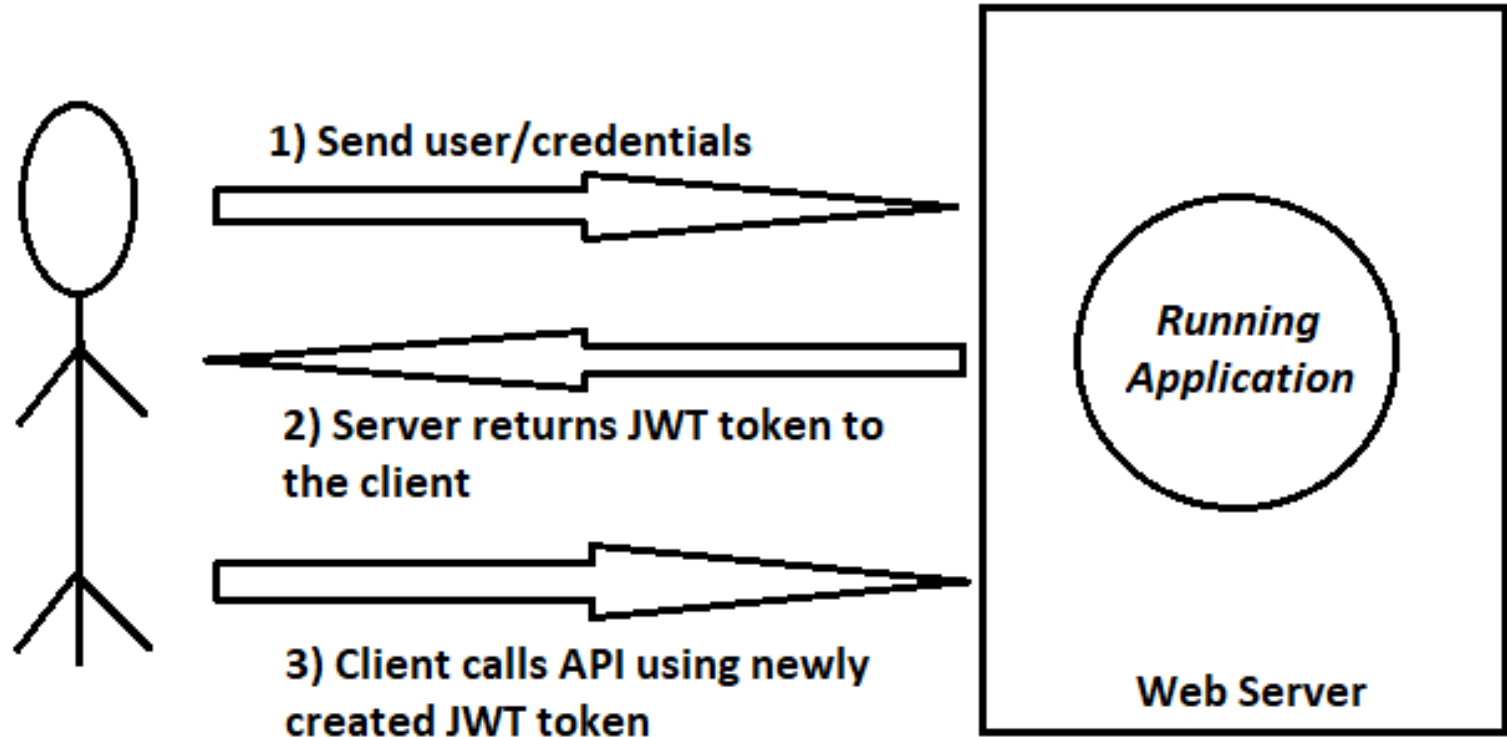 1) Send user/credentials
2) Server returns JWT token to
the client
3) Client calls API using newly
created JWT token
Running
Application
Web Server